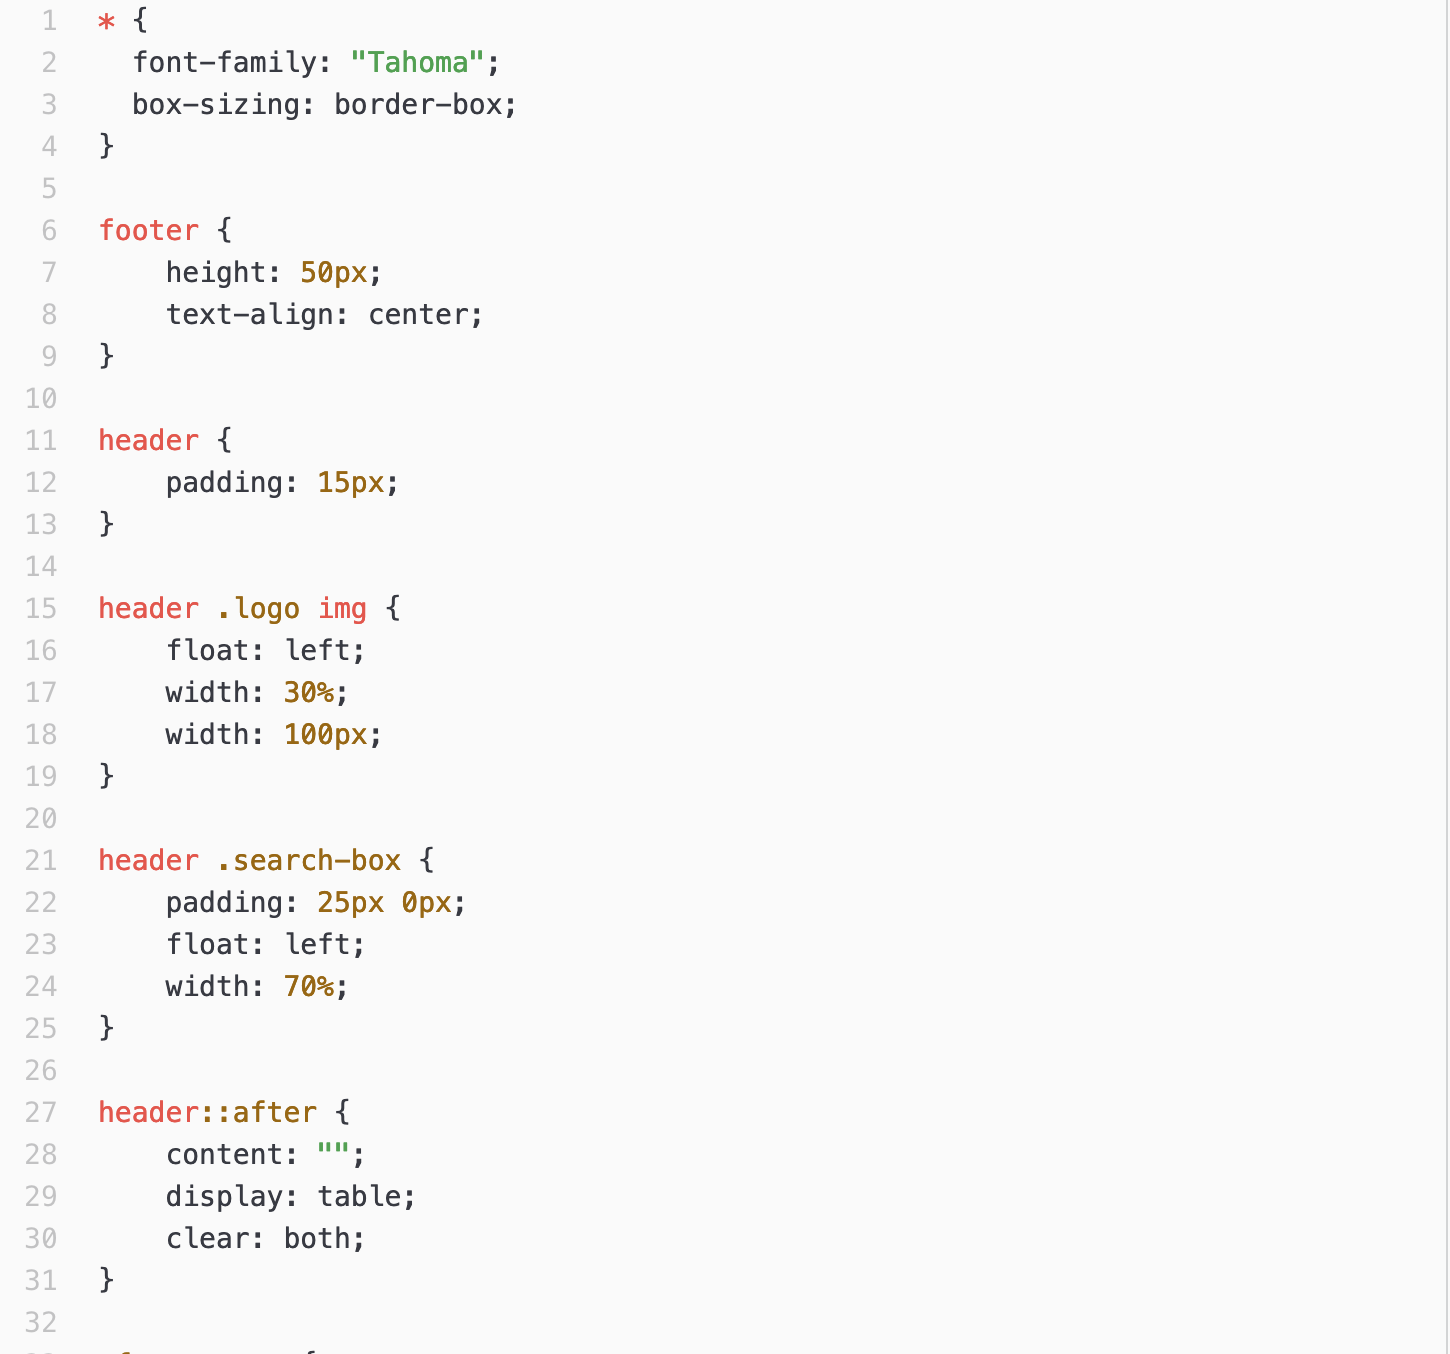 1 * {
2   font-family: "Tahoma";
3   box-sizing: border-box;
4 }
5
6 footer {
7     height: 50px;
8     text-align: center;
9 }
10
11 header {
12     padding: 15px;
13 }
14
15 header .logo img {
16     float: left;
17     width: 30%;
18     width: 100px;
19 }
20
21 header .search-box {
22     padding: 25px 0px;
23     float: left;
24     width: 70%;
25 }
26
27 header::after {
28     content: "";
29     display: table;
30     clear: both;
31 }
32